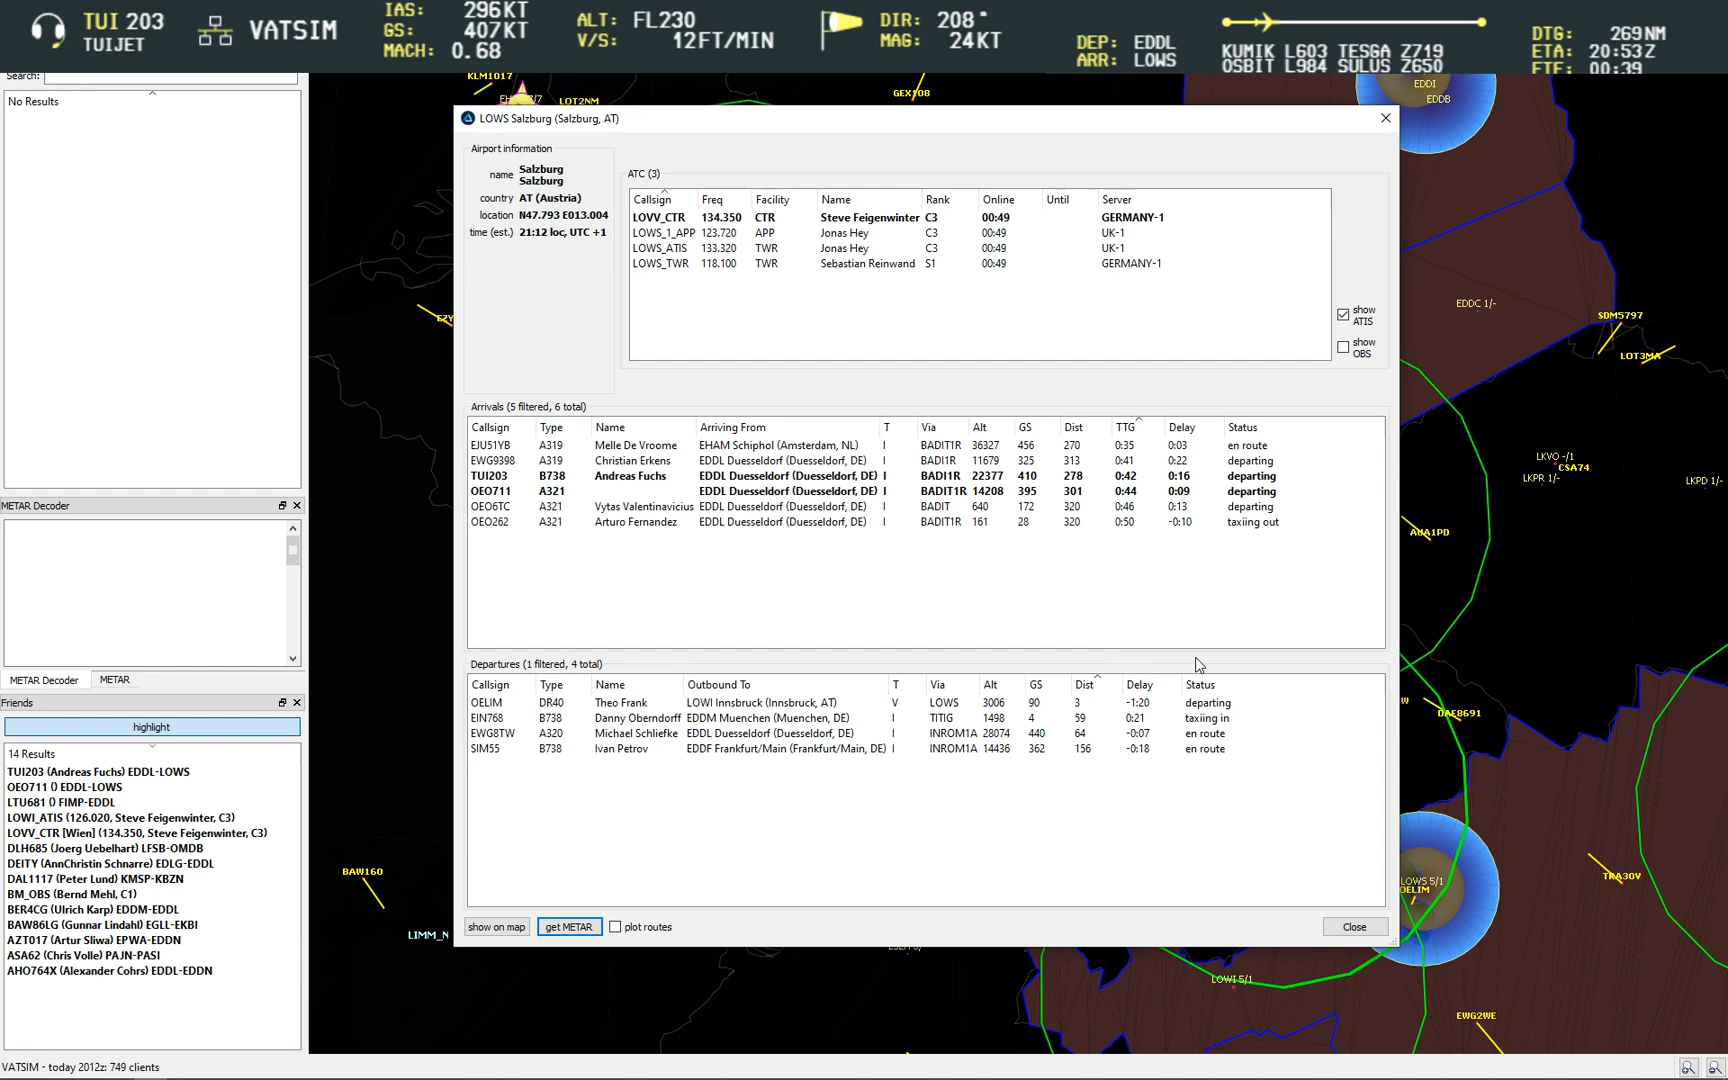 TUI 203
TUIJET
VATSIM
IAS: 296KT
GS: 407KT
MACH: 0.68
ALT: FL230
V/S: 12FT/MIN
DIR: 208°
MAG: 24KT
DEP: EDDL
ARR: LOWS
KUMIK L603 TESGA Z719
OSBIT L984 SULUS Z650
DTG: 269NM
ETA: 20:53Z
ETE: 00:39
Search:
No Results
METAR Decoder
METAR Decoder METAR
Friends
highlight
14 Results
TUI203 (Andreas Fuchs) EDDL-LOWS
OEO711 () EDDL-LOWS
LTU681 () FIMP-EDDL
LOWI_ATIS (126.020, Steve Feigenwinter, C3)
LOVV_CTR [Wien] (134.350, Steve Feigenwinter, C3)
DLH685 (Joerg Uebelhart) LFSB-OMDB
DEITY (AnnChristin Schnarre) EDLG-EDDL
DAL1117 (Peter Lund) KMSP-KBZN
BM_OBS (Bernd Mehl, C1)
BER4CG (Ulrich Karp) EDDM-EDDL
BAW86LG (Gunnar Lindahl) EGLL-EKBI
AZT017 (Artur Sliwa) EPWA-EDDN
ASA62 (Chris Volle) PAJN-PASI
AHO764X (Alexander Cohrs) EDDL-EDDN
VATSIM - today 2012z: 749 clients
KLM1017
LOT2NM
GEX108
EDDI
EDDB
LOWS Salzburg (Salzburg, AT)
Airport information
name Salzburg
Salzburg
country AT (Austria)
location N47.793 E013.004
time (est.) 21:12 loc, UTC +1
ATC (3)
Callsign Freq Facility Name Rank Online Until Server
LOVV_CTR 134.350 CTR Steve Feigenwinter C3 00:49 GERMANY-1
LOWS_1_APP 123.720 APP Jonas Hey C3 00:49 UK-1
LOWS_ATIS 133.320 TWR Jonas Hey C3 00:49 UK-1
LOWS_TWR 118.100 TWR Sebastian Reinwand S1 00:49 GERMANY-1
show ATIS
show OBS
Arrivals (5 filtered, 6 total)
Callsign Type Name Arriving From T Via Alt GS Dist TTG Delay Status
EJU51YB A319 Melle De Vroome EHAM Schiphol (Amsterdam, NL) I BADIT1R 36327 456 270 0:35 0:03 en route
EWG9398 A319 Christian Erkens EDDL Duesseldorf (Duesseldorf, DE) I BADI1R 11679 325 313 0:41 0:22 departing
TUI203 B738 Andreas Fuchs EDDL Duesseldorf (Duesseldorf, DE) I BADI1R 22377 410 278 0:42 0:16 departing
OEO711 A321 EDDL Duesseldorf (Duesseldorf, DE) I BADIT1R 14208 395 301 0:44 0:09 departing
OEO6TC A321 Vytas Valentinavicius EDDL Duesseldorf (Duesseldorf, DE) I BADIT 640 172 320 0:46 0:13 departing
OEO262 A321 Arturo Fernandez EDDL Duesseldorf (Duesseldorf, DE) I BADIT1R 161 28 320 0:50 -0:10 taxiing out
Departures (1 filtered, 4 total)
Callsign Type Name Outbound To T Via Alt GS Dist Delay Status
OELIM DR40 Theo Frank LOWI Innsbruck (Innsbruck, AT) V LOWS 3006 90 3 -1:20 departing
EIN768 B738 Danny Oberndorff EDDM Muenchen (Muenchen, DE) I TITIG 1498 4 59 0:21 taxiing in
EWG8TW A320 Michael Schliefke EDDL Duesseldorf (Duesseldorf, DE) I INROM1A 28074 440 64 -0:07 en route
SIM55 B738 Ivan Petrov EDDF Frankfurt/Main (Frankfurt/Main, DE) I INROM1A 14436 362 156 -0:18 en route
show on map get METAR plot routes Close
EDDC 1/-
SDM5797
LOT3MA
LKVO -/1
CSA74
LKPR 1/-
LKPD 1/-
AUA1PD
DAE8691
BAW160
LOWS 5/1
OELIM
TRA30V
LIMM_N
LOWI 5/1
EWG2WE